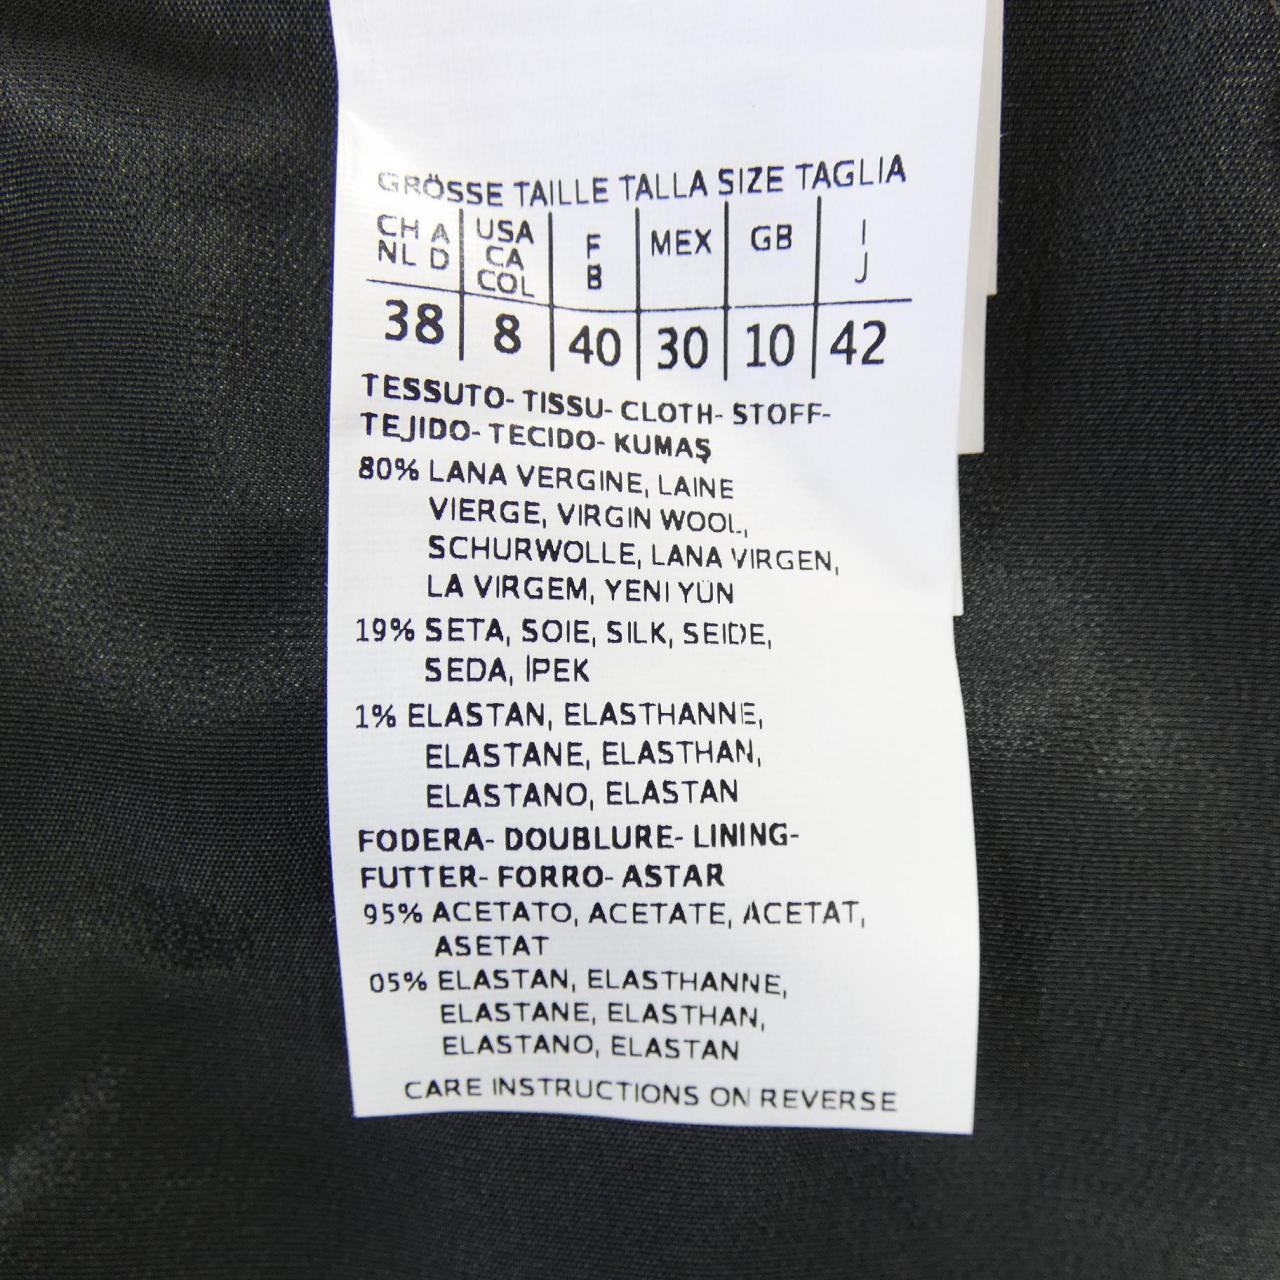 GRÖSSE TAILLE TALLA SIZE TAGLIA
CH A USA F MEX GB I
NL D CA B J
COL
38 8 40 30 10 42
TESSUTO- TISSU- CLOTH- STOFF-
TEJIDO- TECIDO- KUMAŞ
80% LANA VERGINE, LAINE
VIERGE, VIRGIN WOOL,
SCHURWOLLE, LANA VIRGEN,
LA VIRGEM, YENI YÜN
19% SETA, SOIE, SILK, SEIDE,
SEDA, İPEK
1% ELASTAN, ELASTHANNE,
ELASTANE, ELASTHAN,
ELASTANO, ELASTAN
FODERA- DOUBLURE- LINING-
FUTTER- FORRO- ASTAR
95% ACETATO, ACETATE, ACETAT,
ASETAT
05% ELASTAN, ELASTHANNE,
ELASTANE, ELASTHAN,
ELASTANO, ELASTAN
CARE INSTRUCTIONS ON REVERSE